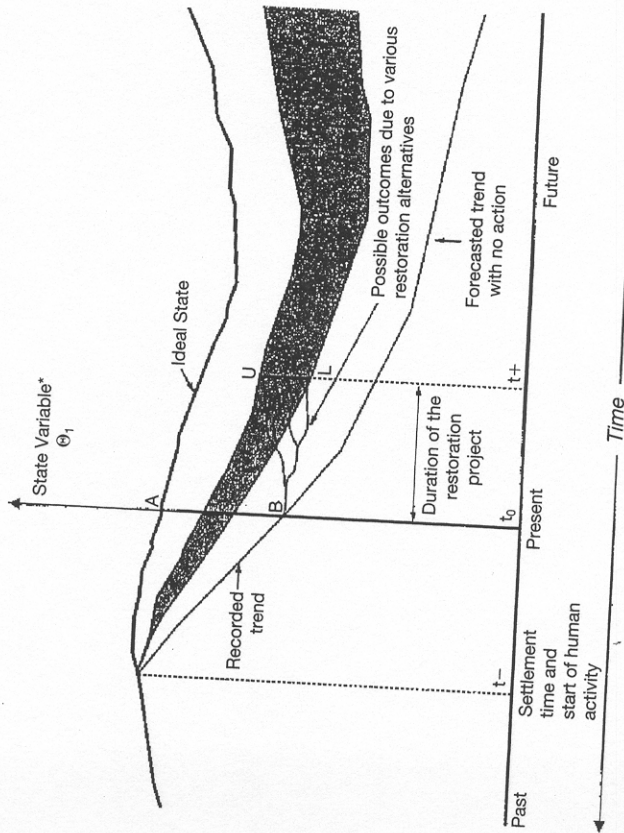 State Variable*
Θ1
Ideal State
A
U
L
B
Recorded
trend
Possible outcomes due to various
restoration alternatives
Duration of the
restoration
project
Forecasted trend
with no action
t−
t0
t+
Past
Settlement
time and
start of human
activity
Present
Future
Time